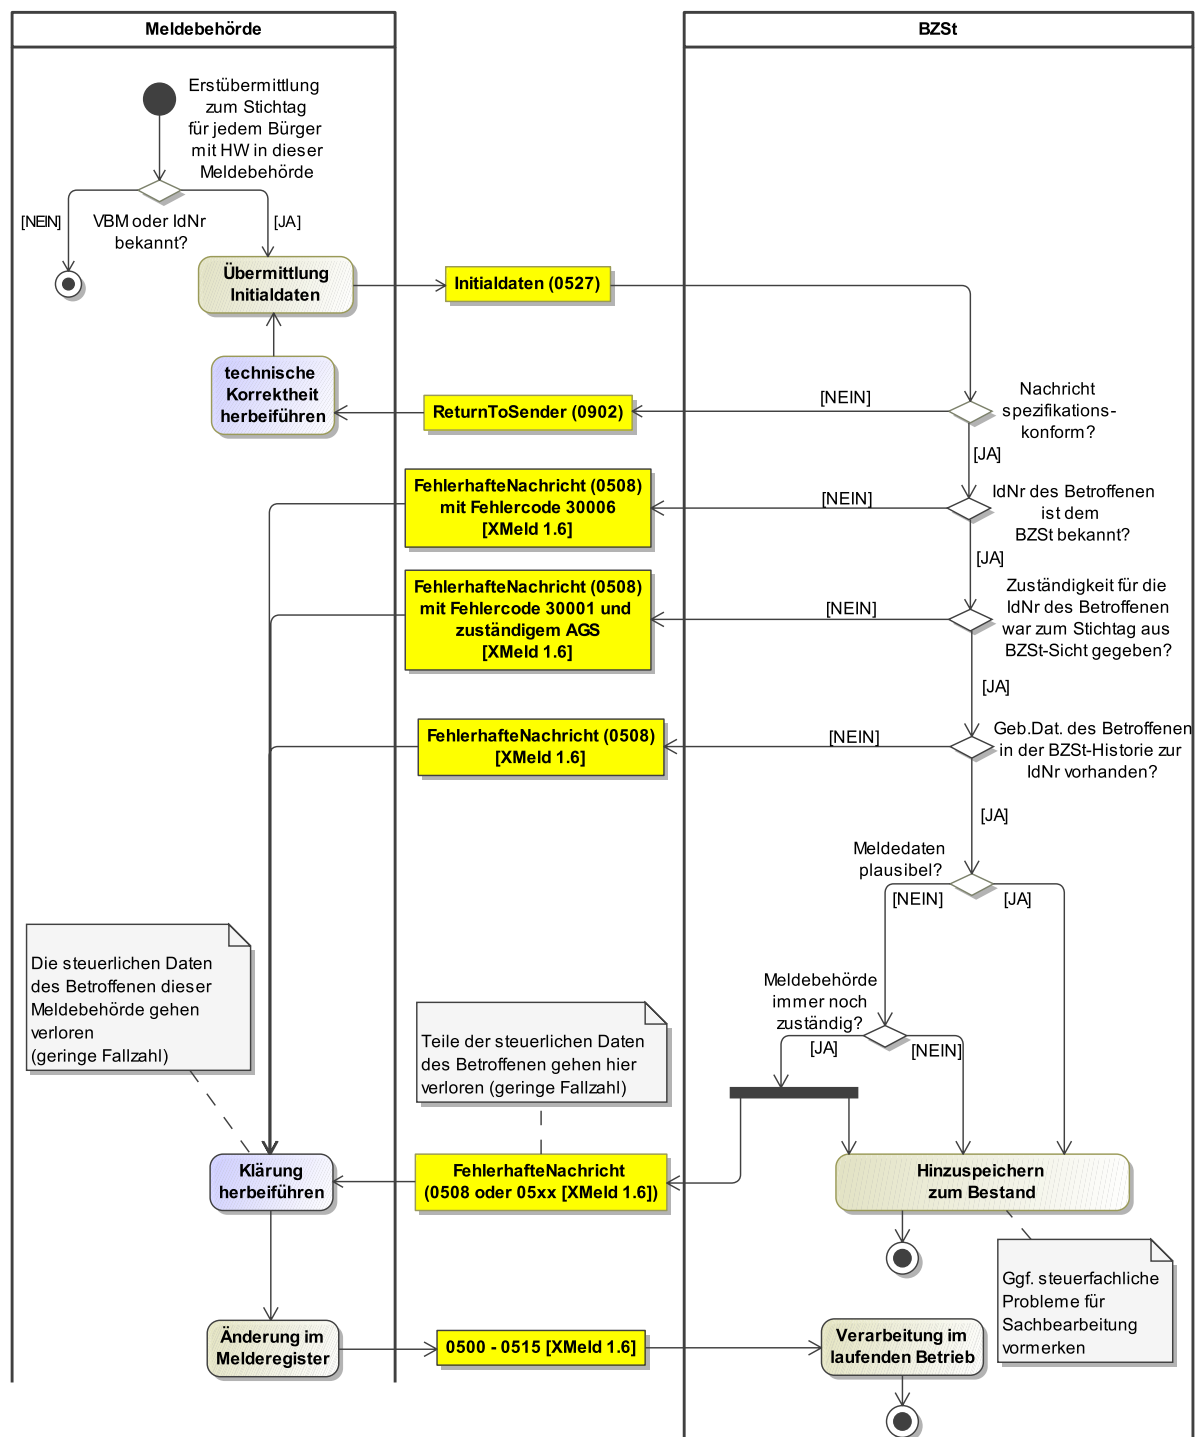 Meldebehörde
BZSt
Erstübermittlung
zum Stichtag
für jedem Bürger
mit HW in dieser
Meldebehörde
[NEIN]
VBM oder IdNr
bekannt?
[JA]
Übermittlung
Initialdaten
Initialdaten (0527)
technische
Korrektheit
herbeiführen
ReturnToSender (0902)
[NEIN]
Nachricht
spezifikations-
konform?
[JA]
FehlerhafteNachricht (0508)
mit Fehlercode 30006
[XMeld 1.6]
[NEIN]
IdNr des Betroffenen
ist dem
BZSt bekannt?
[JA]
FehlerhafteNachricht (0508)
mit Fehlercode 30001 und
zuständigem AGS
[XMeld 1.6]
[NEIN]
Zuständigkeit für die
IdNr des Betroffenen
war zum Stichtag aus
BZSt-Sicht gegeben?
[JA]
FehlerhafteNachricht (0508)
[XMeld 1.6]
[NEIN]
Geb.Dat. des Betroffenen
in der BZSt-Historie zur
IdNr vorhanden?
[JA]
Meldedaten
plausibel?
[NEIN]
[JA]
Die steuerlichen Daten
des Betroffenen dieser
Meldebehörde gehen
verloren
(geringe Fallzahl)
Teile der steuerlichen Daten
des Betroffenen gehen hier
verloren (geringe Fallzahl)
Meldebehörde
immer noch
zuständig?
[JA]
[NEIN]
Klärung
herbeiführen
FehlerhafteNachricht
(0508 oder 05xx [XMeld 1.6])
Hinzuspeichern
zum Bestand
Ggf. steuerfachliche
Probleme für
Sachbearbeitung
vormerken
Änderung im
Melderegister
0500 - 0515 [XMeld 1.6]
Verarbeitung im
laufenden Betrieb